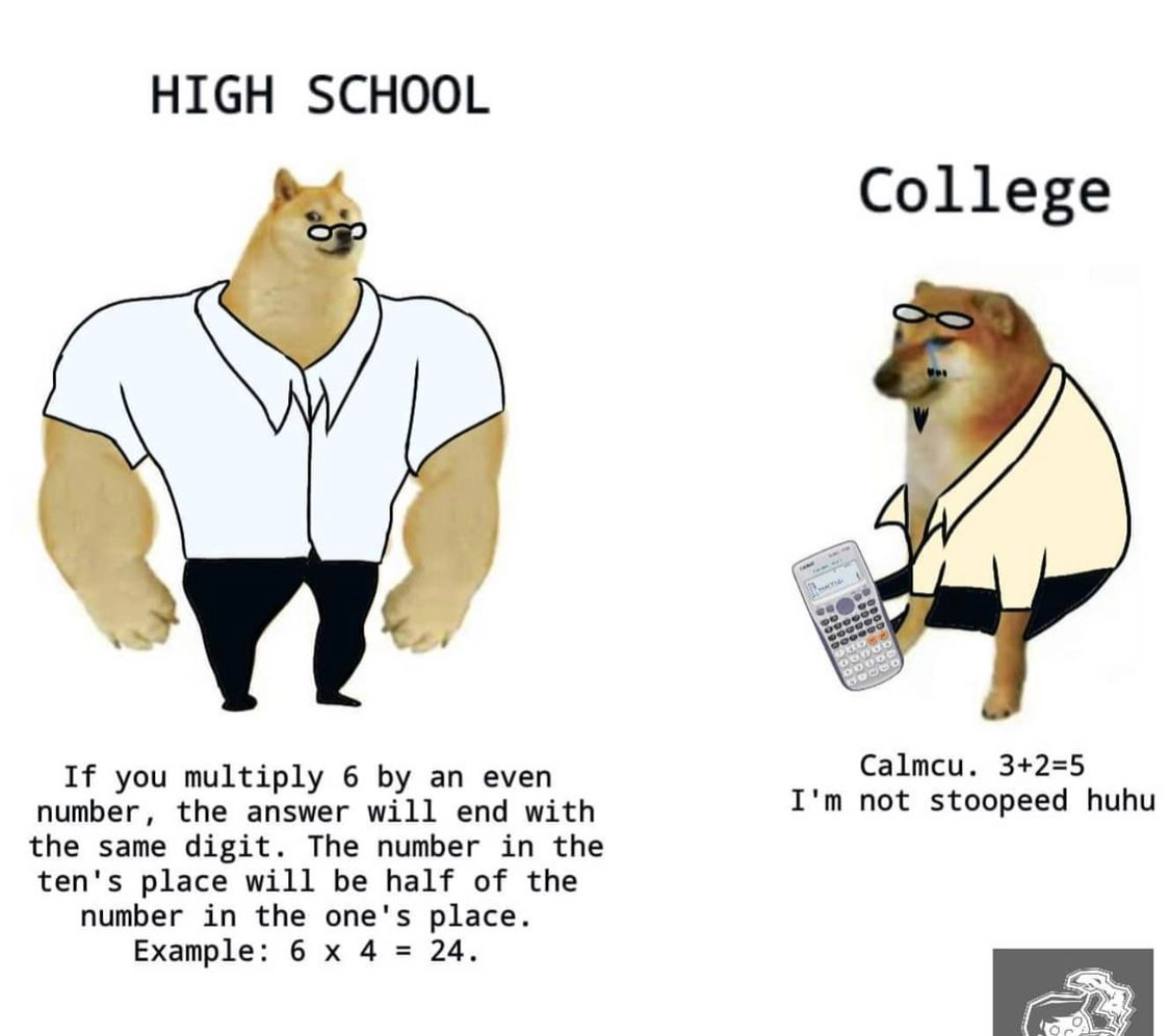 HIGH SCHOOL
College
If you multiply 6 by an even
number, the answer will end with
the same digit. The number in the
ten's place will be half of the
number in the one's place.
Example: 6 x 4 = 24.
Calmcu. 3+2=5
I'm not stoopeed huhu